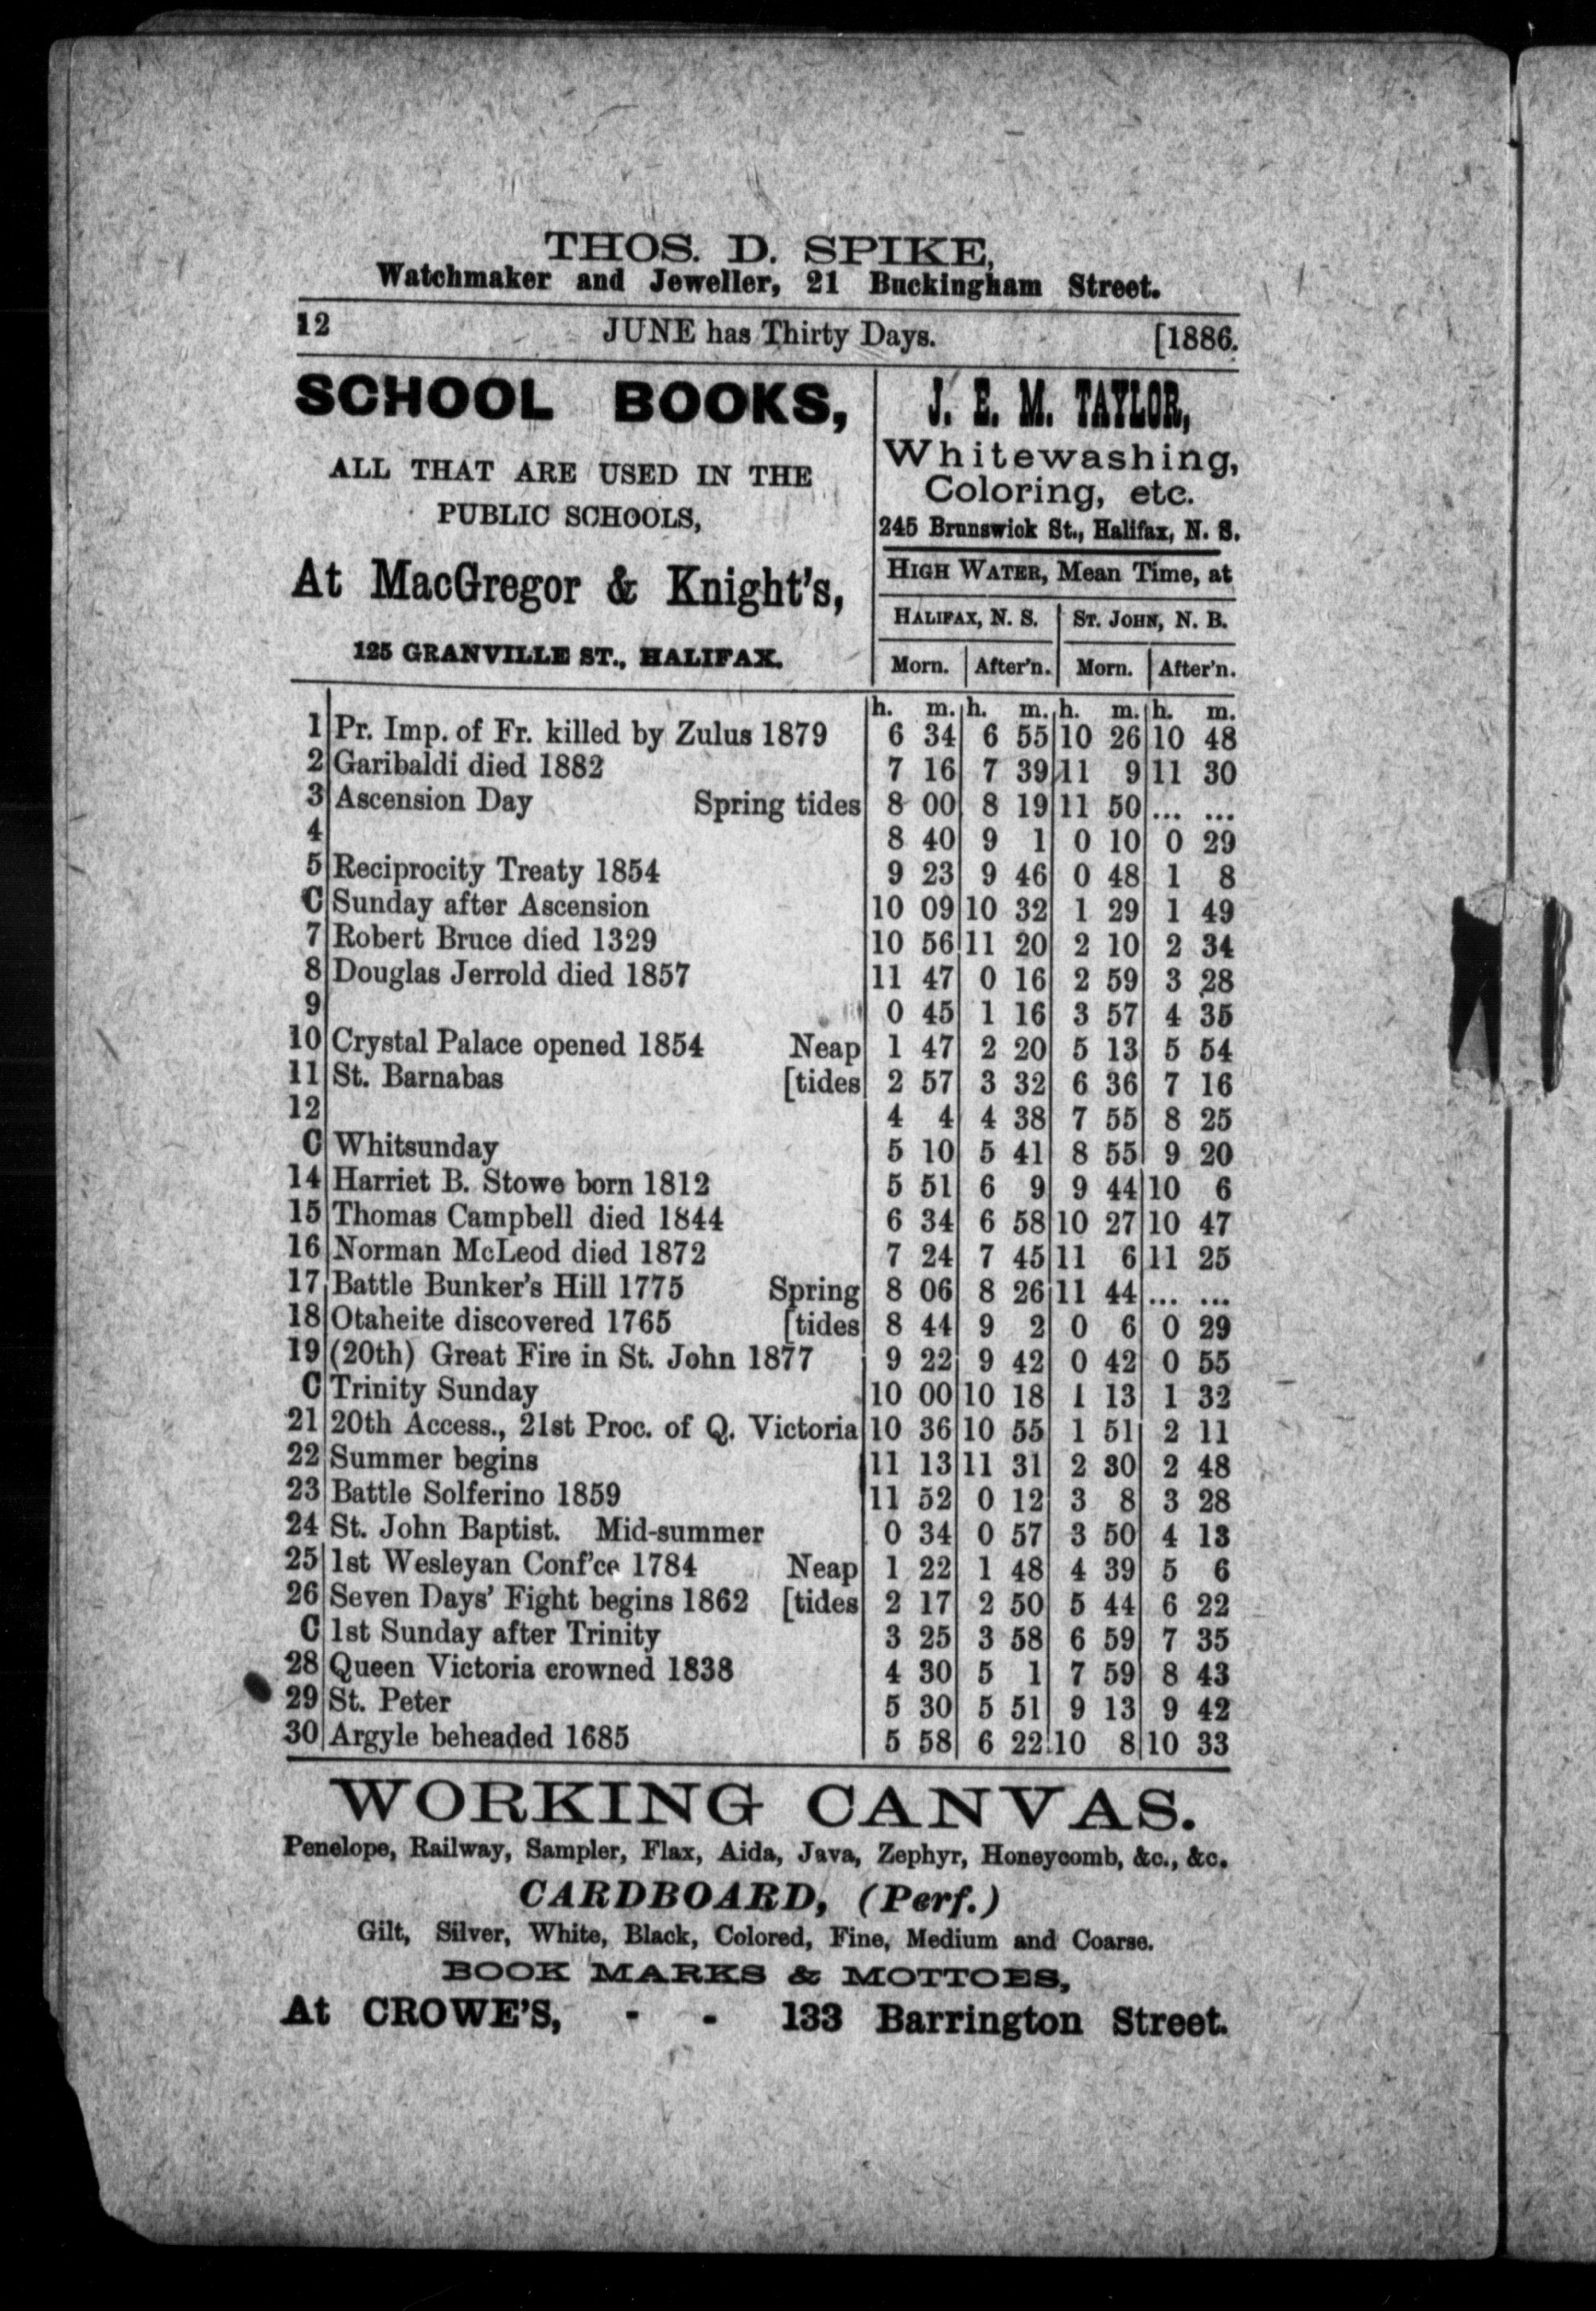 THOS. D. SPIKE,
Watchmaker and Jeweller, 21 Buckingham Street.
12 JUNE has Thirty Days. [1886.
SCHOOL BOOKS,
ALL THAT ARE USED IN THE
PUBLIC SCHOOLS,
At MacGregor & Knight's,
125 GRANVILLE ST., HALIFAX.
J. E. M. TAYLOR,
Whitewashing,
Coloring, etc.
245 Brunswick St., Halifax, N. S.
HIGH WATER, Mean Time, at
HALIFAX, N. S. ST. JOHN, N. B.
Morn. After'n. Morn. After'n.
h. m. h. m. h. m. h. m.
1 Pr. Imp. of Fr. killed by Zulus 1879 6 34 6 55 10 26 10 48
2 Garibaldi died 1882 7 16 7 39 11 9 11 30
3 Ascension Day Spring tides 8 00 8 19 11 50 ... ...
4 8 40 9 1 0 10 0 29
5 Reciprocity Treaty 1854 9 23 9 46 0 48 1 8
C Sunday after Ascension 10 09 10 32 1 29 1 49
7 Robert Bruce died 1329 10 56 11 20 2 10 2 34
8 Douglas Jerrold died 1857 11 47 0 16 2 59 3 28
9 0 45 1 16 3 57 4 35
10 Crystal Palace opened 1854 Neap 1 47 2 20 5 13 5 54
11 St. Barnabas [tides 2 57 3 32 6 36 7 16
12 4 4 4 38 7 55 8 25
C Whitsunday 5 10 5 41 8 55 9 20
14 Harriet B. Stowe born 1812 5 51 6 9 9 44 10 6
15 Thomas Campbell died 1844 6 34 6 58 10 27 10 47
16 Norman McLeod died 1872 7 24 7 45 11 6 11 25
17 Battle Bunker's Hill 1775 Spring 8 06 8 26 11 44 ... ...
18 Otaheite discovered 1765 [tides 8 44 9 2 0 6 0 29
19 (20th) Great Fire in St. John 1877 9 22 9 42 0 42 0 55
C Trinity Sunday 10 00 10 18 1 13 1 32
21 20th Access., 21st Proc. of Q. Victoria 10 36 10 55 1 51 2 11
22 Summer begins 11 13 11 31 2 30 2 48
23 Battle Solferino 1859 11 52 0 12 3 8 3 28
24 St. John Baptist. Mid-summer 0 34 0 57 3 50 4 13
25 1st Wesleyan Conf'ce 1784 Neap 1 22 1 48 4 39 5 6
26 Seven Days' Fight begins 1862 [tides 2 17 2 50 5 44 6 22
C 1st Sunday after Trinity 3 25 3 58 6 59 7 35
28 Queen Victoria crowned 1838 4 30 5 1 7 59 8 43
29 St. Peter 5 30 5 51 9 13 9 42
30 Argyle beheaded 1685 5 58 6 22 10 8 10 33
WORKING CANVAS.
Penelope, Railway, Sampler, Flax, Aida, Java, Zephyr, Honeycomb, &c., &c.
CARDBOARD, (Perf.)
Gilt, Silver, White, Black, Colored, Fine, Medium and Coarse.
BOOK MARKS & MOTTOES,
At CROWE'S, - - 133 Barrington Street.